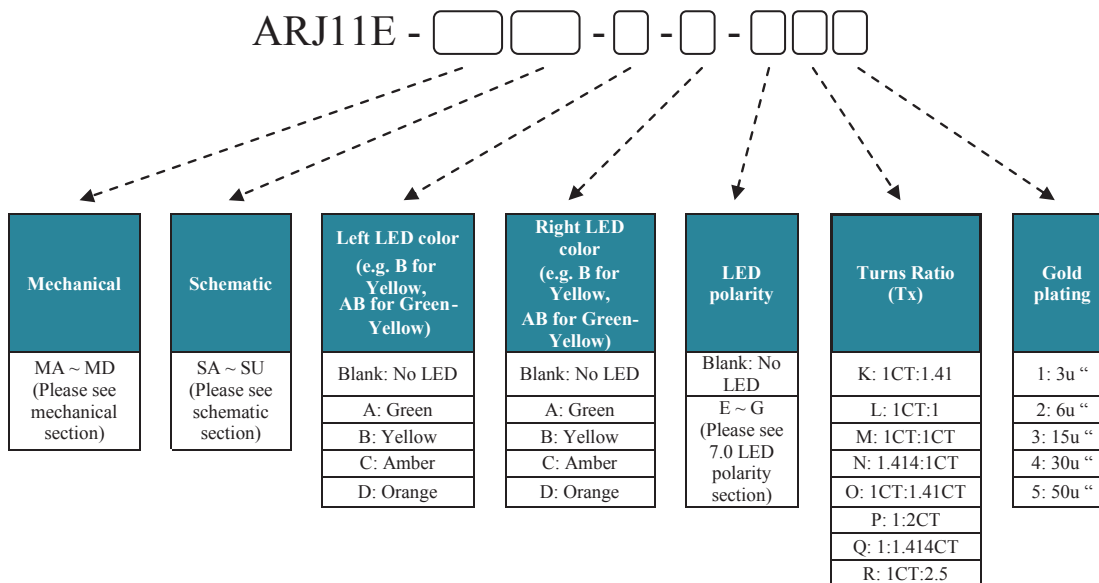 ARJ11E - - - -
Mechanical
MA ~ MD
(Please see
mechanical
section)
Schematic
SA ~ SU
(Please see
schematic
section)
Left LED color
(e.g. B for
Yellow,
AB for Green-
Yellow)
Blank: No LED
A: Green
B: Yellow
C: Amber
D: Orange
Right LED
color
(e.g. B for
Yellow,
AB for Green-
Yellow)
Blank: No LED
A: Green
B: Yellow
C: Amber
D: Orange
LED
polarity
Blank: No
LED
E ~ G
(Please see
7.0 LED
polarity
section)
Turns Ratio
(Tx)
K: 1CT:1.41
L: 1CT:1
M: 1CT:1CT
N: 1.414:1CT
O: 1CT:1.41CT
P: 1:2CT
Q: 1:1.414CT
R: 1CT:2.5
Gold
plating
1: 3u “
2: 6u “
3: 15u “
4: 30u “
5: 50u “